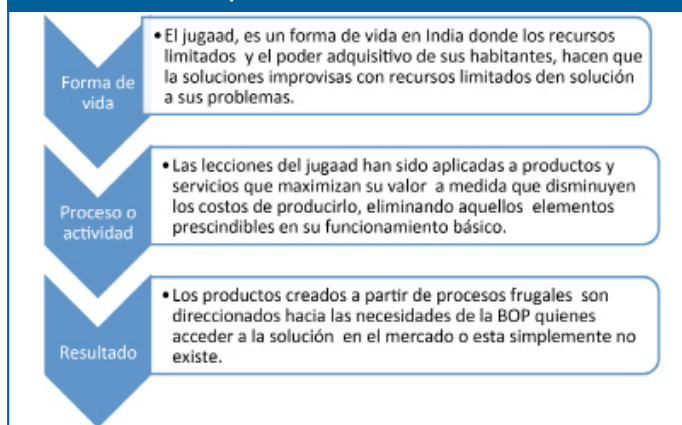 Forma de
vida
•El jugaad, es un forma de vida en India donde los recursos
limitados y el poder adquisitivo de sus habitantes, hacen que
la soluciones improvisas con recursos limitados den solución
a sus problemas.
Proceso o
actividad
•Las lecciones del jugaad han sido aplicadas a productos y
servicios que maximizan su valor a medida que disminuyen
los costos de producirlo, eliminando aquellos elementos
prescindibles en su funcionamiento básico.
Resultado
•Los productos creados a partir de procesos frugales son
direccionados hacia las necesidades de la BOP quienes
acceder a la solución en el mercado o esta simplemente no
existe.